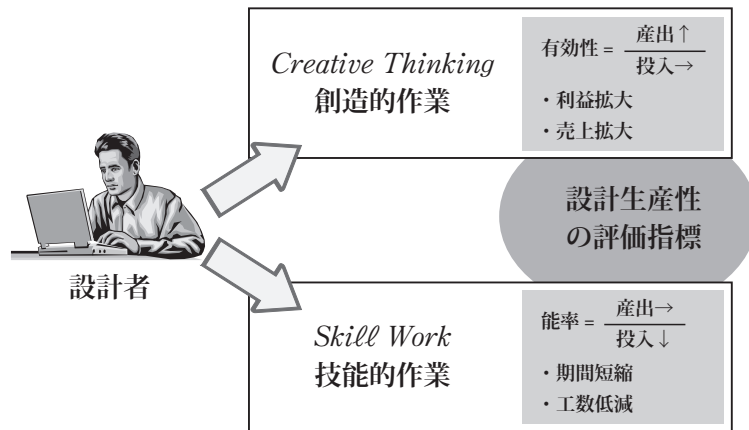 Creative Thinking
創造的作業
有効性 = 産出↑
投入→
・利益拡大
・売上拡大
設計生産性
の評価指標
設計者
Skill Work
技能的作業
能率 = 産出→
投入↓
・期間短縮
・工数低減